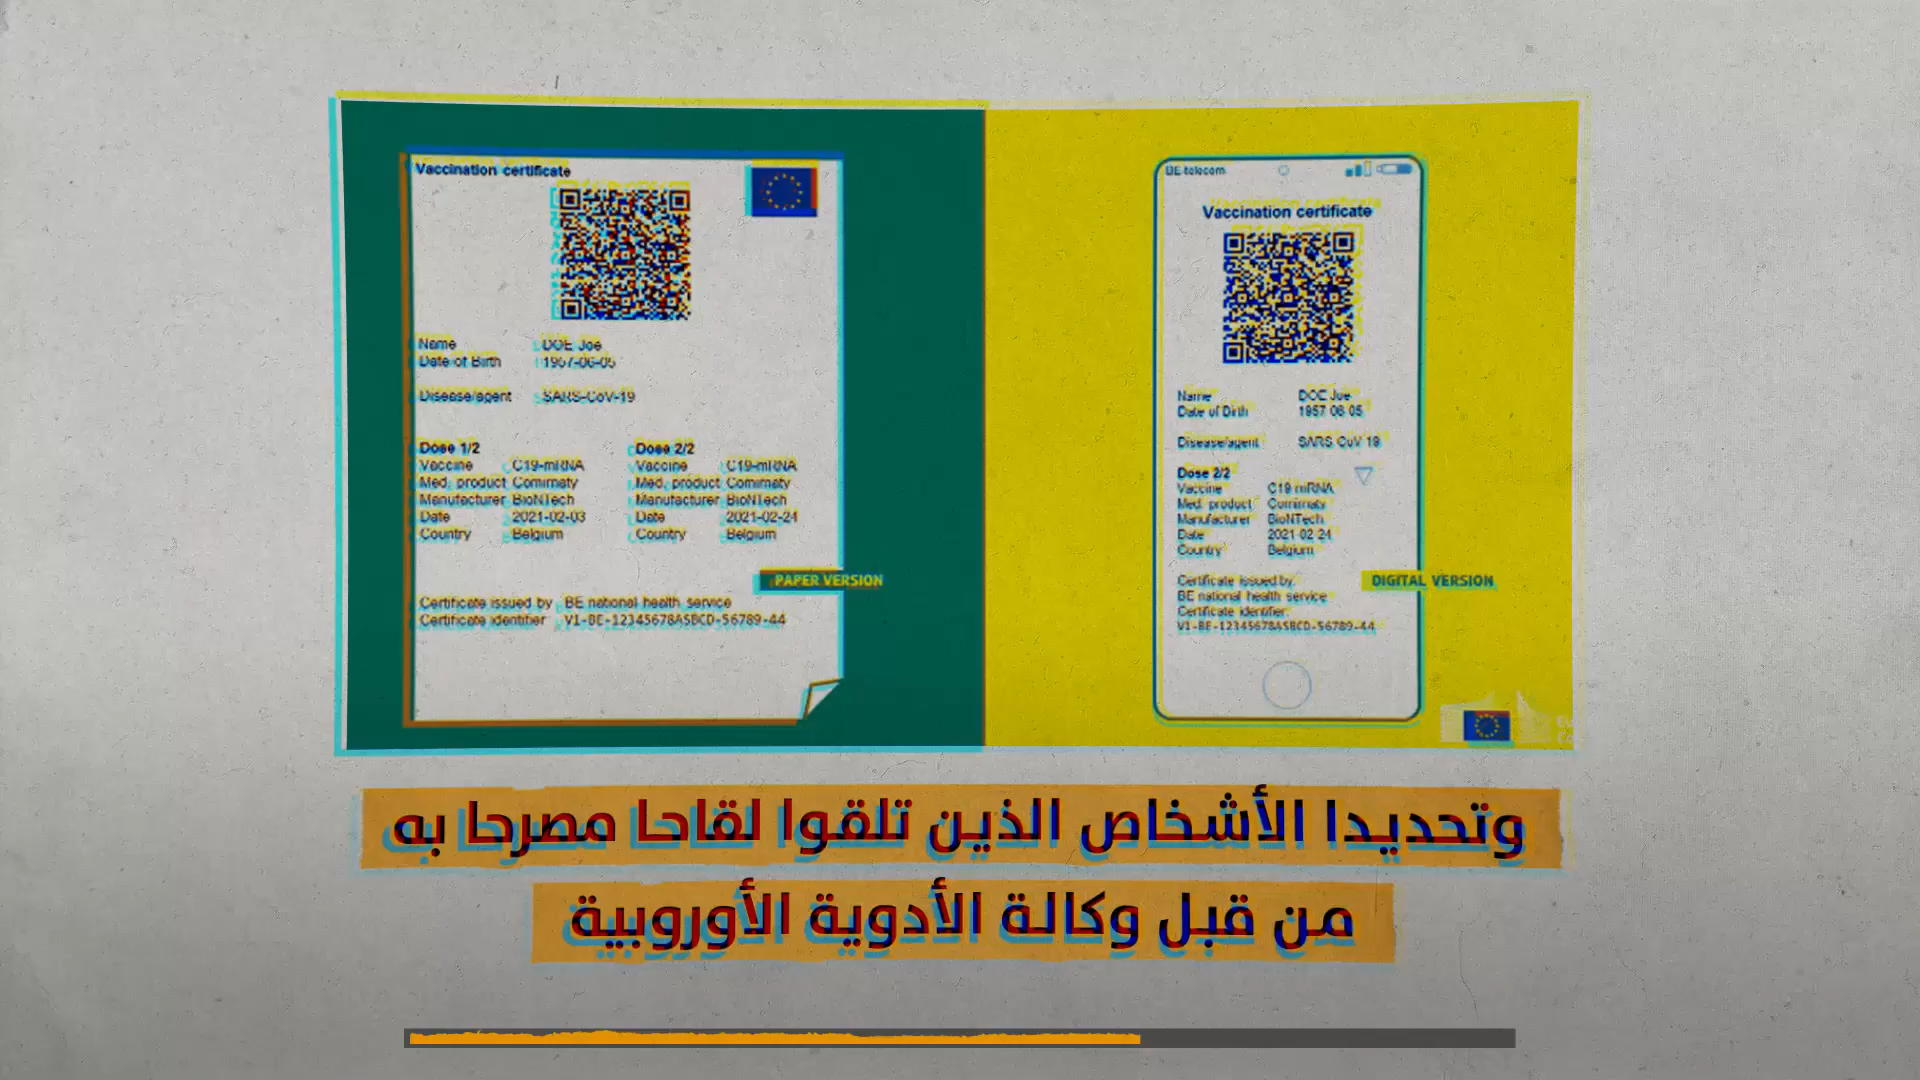 Vaccination certificate
Name DOE Joe
Date of Birth 1957-06-05
Disease/agent SARS-CoV-19
Dose 1/2 Dose 2/2
Vaccine C19-mRNA Vaccine C19-mRNA
Med. product Comirnaty Med. product Comirnaty
Manufacturer BioNTech Manufacturer BioNTech
Date 2021-02-03 Date 2021-02-24
Country Belgium Country Belgium
PAPER VERSION
Certificate issued by BE national health service
Certificate identifier V1-BE-12345678ASBCD-56789-44
BE telecom
Vaccination certificate
Name DOE Joe
Date of Birth 1957 06 05
Disease/agent SARS CoV 19
Dose 2/2
Vaccine C19 mRNA
Med. product Comirnaty
Manufacturer BioNTech
Date 2021 02 24
Country Belgium
Certificate issued by:
BE national health service
Certificate identifier:
V1-BE-12345678ASBCD-56789-44
DIGITAL VERSION
وتحديدا الأشخاص الذين تلقوا لقاحا مصرحا به
من قبل وكالة الأدوية الأوروبية